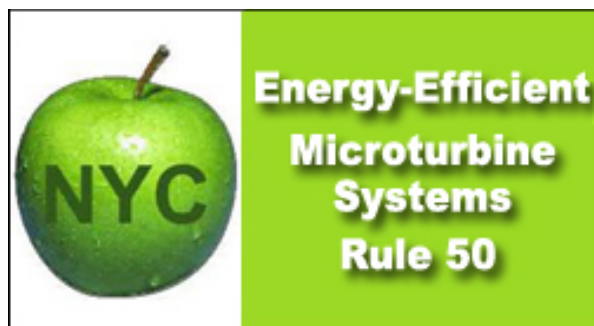 NYC
Energy-Efficient
Microturbine
Systems
Rule 50